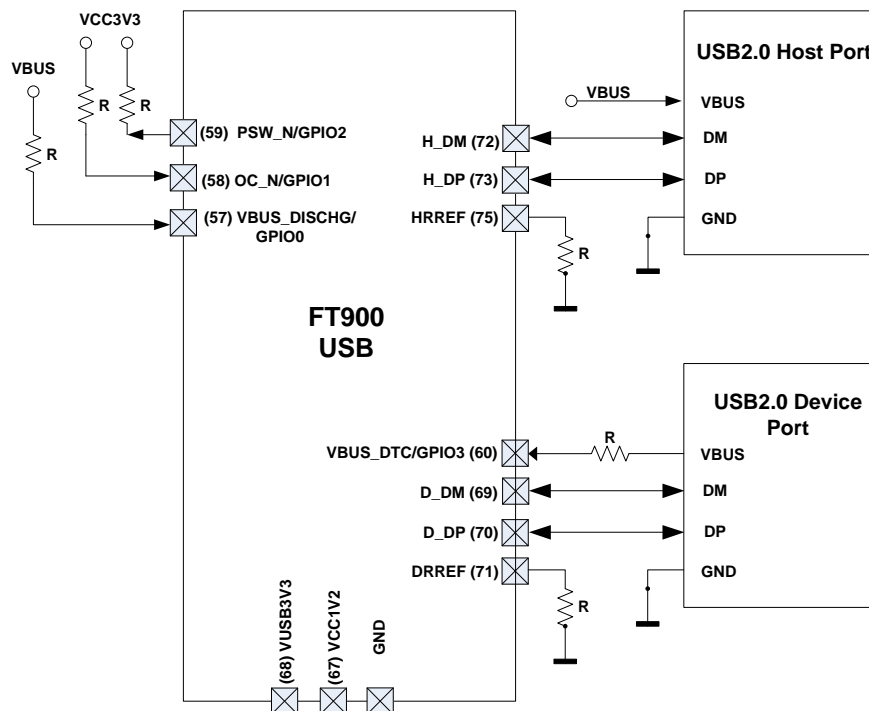 VCC3V3
VBUS
R
R
R
(59) PSW_N/GPIO2
(58) OC_N/GPIO1
(57) VBUS_DISCHG/
GPIO0
FT900
USB
H_DM (72)
H_DP (73)
HRREF (75)
R
VBUS
USB2.0 Host Port
VBUS
DM
DP
GND
VBUS_DTC/GPIO3 (60)
D_DM (69)
D_DP (70)
DRREF (71)
R
R
USB2.0 Device
Port
VBUS
DM
DP
GND
(68) VUSB3V3
(67) VCC1V2
GND